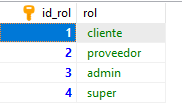 id_rol rol
1 cliente
2 proveedor
3 admin
4 super